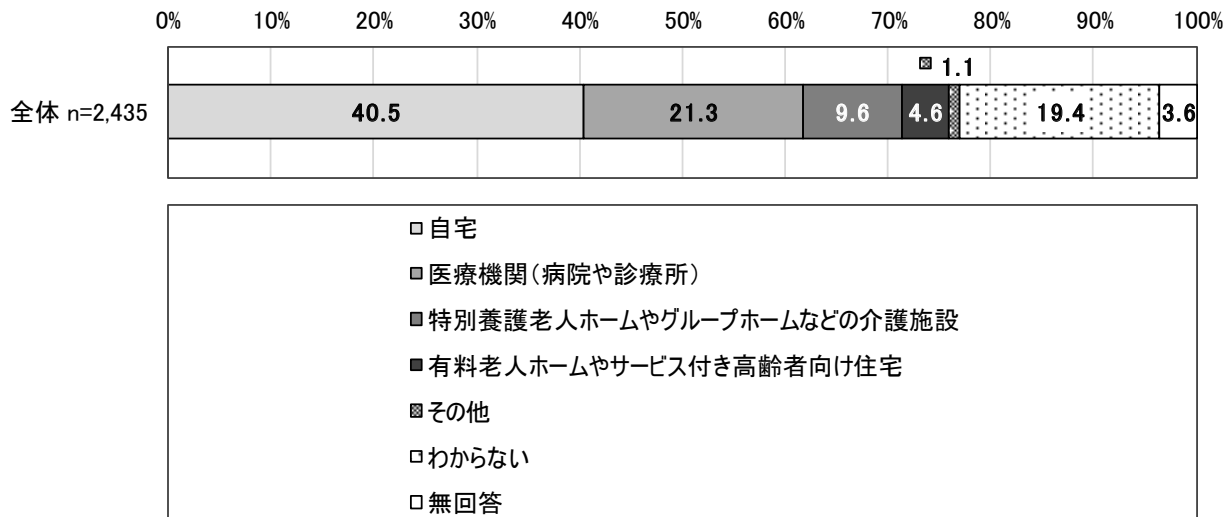 0% 10% 20% 30% 40% 50% 60% 70% 80% 90% 100%
1.1
全体 n=2,435 40.5 21.3 9.6 4.6 19.4 3.6
自宅
医療機関（病院や診療所）
特別養護老人ホームやグループホームなどの介護施設
有料老人ホームやサービス付き高齢者向け住宅
その他
わからない
無回答